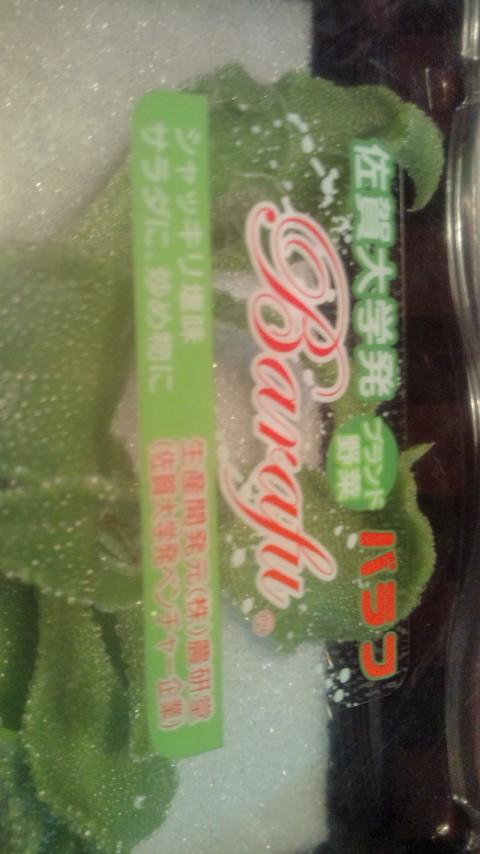 佐賀大学発
ブランド
野菜
バラフ
Barafu
®
シャッキリ塩味
サラダに、炒め物に
生産開発元(株)農研堂
(佐賀大学発ベンチャー企業)